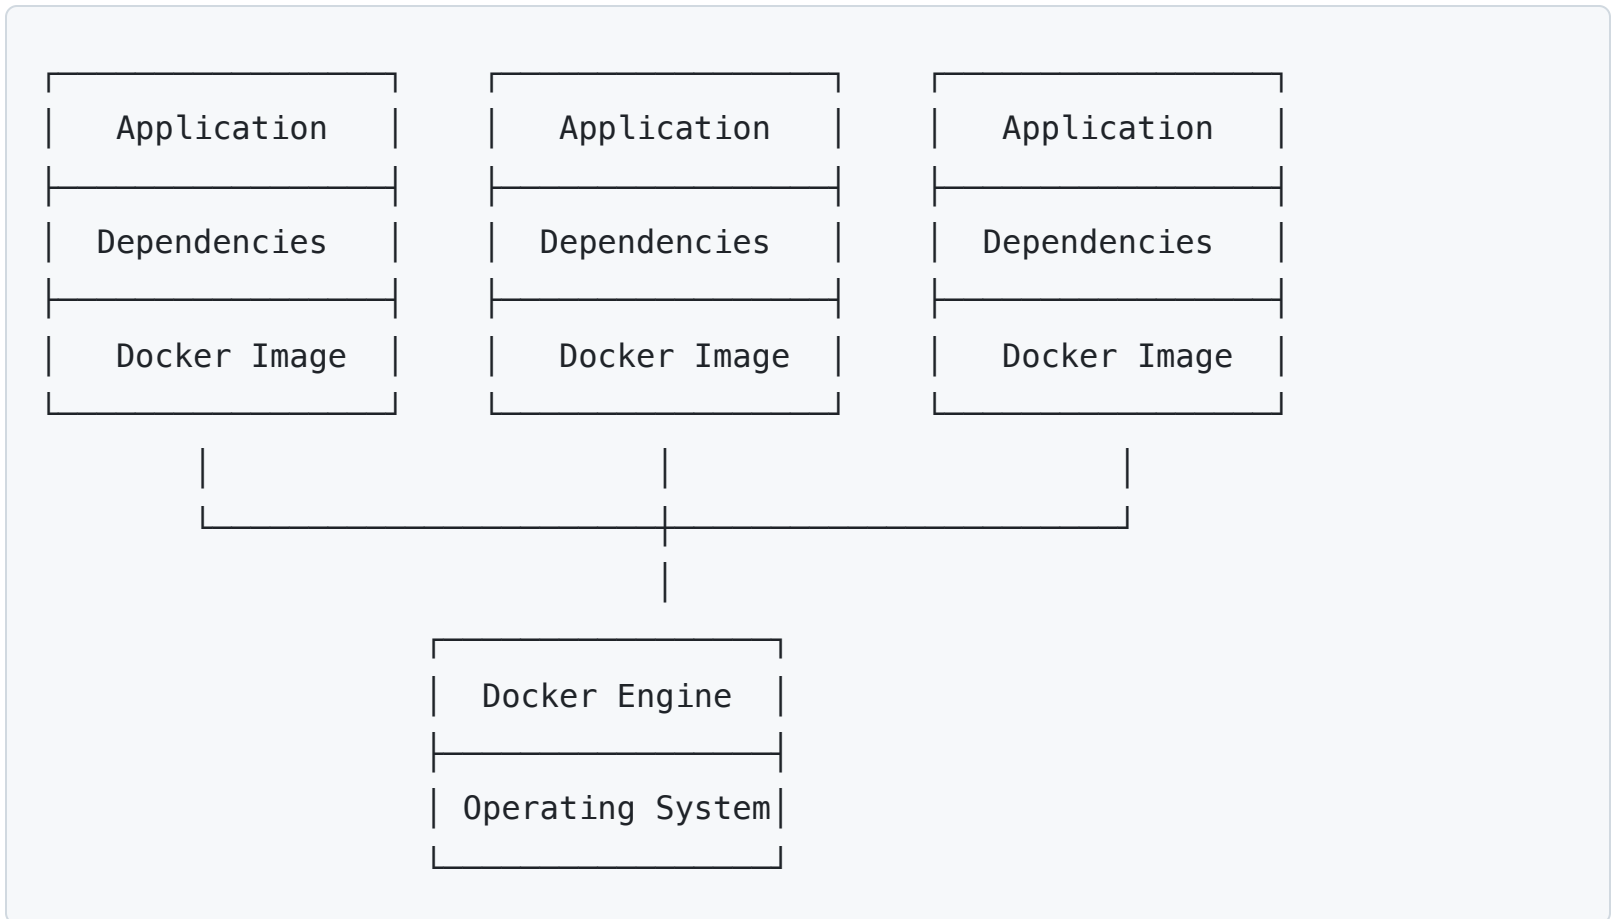 Application Application Application
Dependencies Dependencies Dependencies
Docker Image Docker Image Docker Image
Docker Engine
Operating System